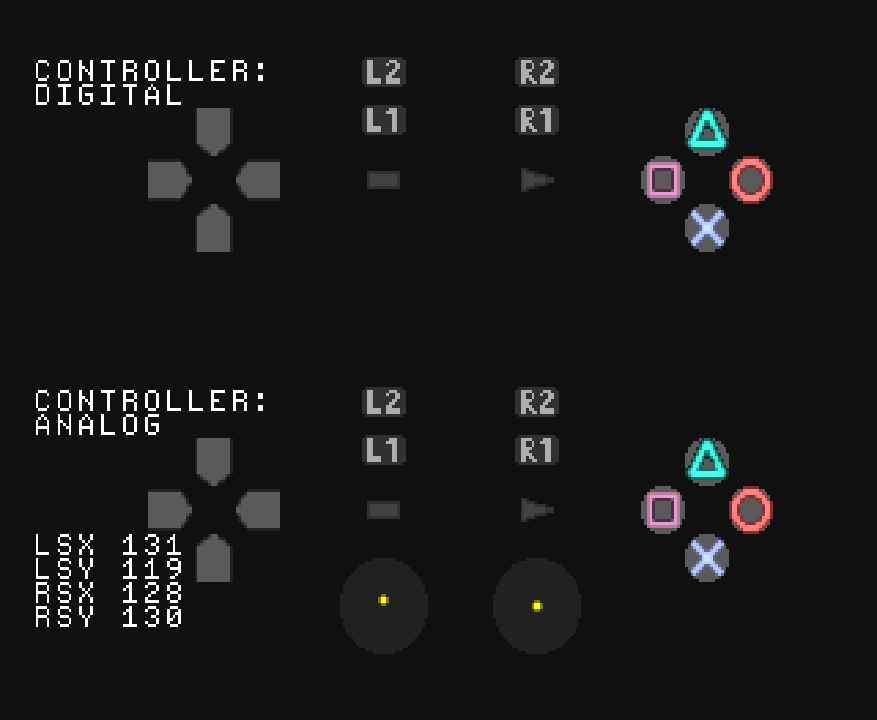 CONTROLLER:
DIGITAL
L2
R2
L1
R1
CONTROLLER:
ANALOG
L2
R2
L1
R1
LSX 131
LSY 119
RSX 128
RSY 130